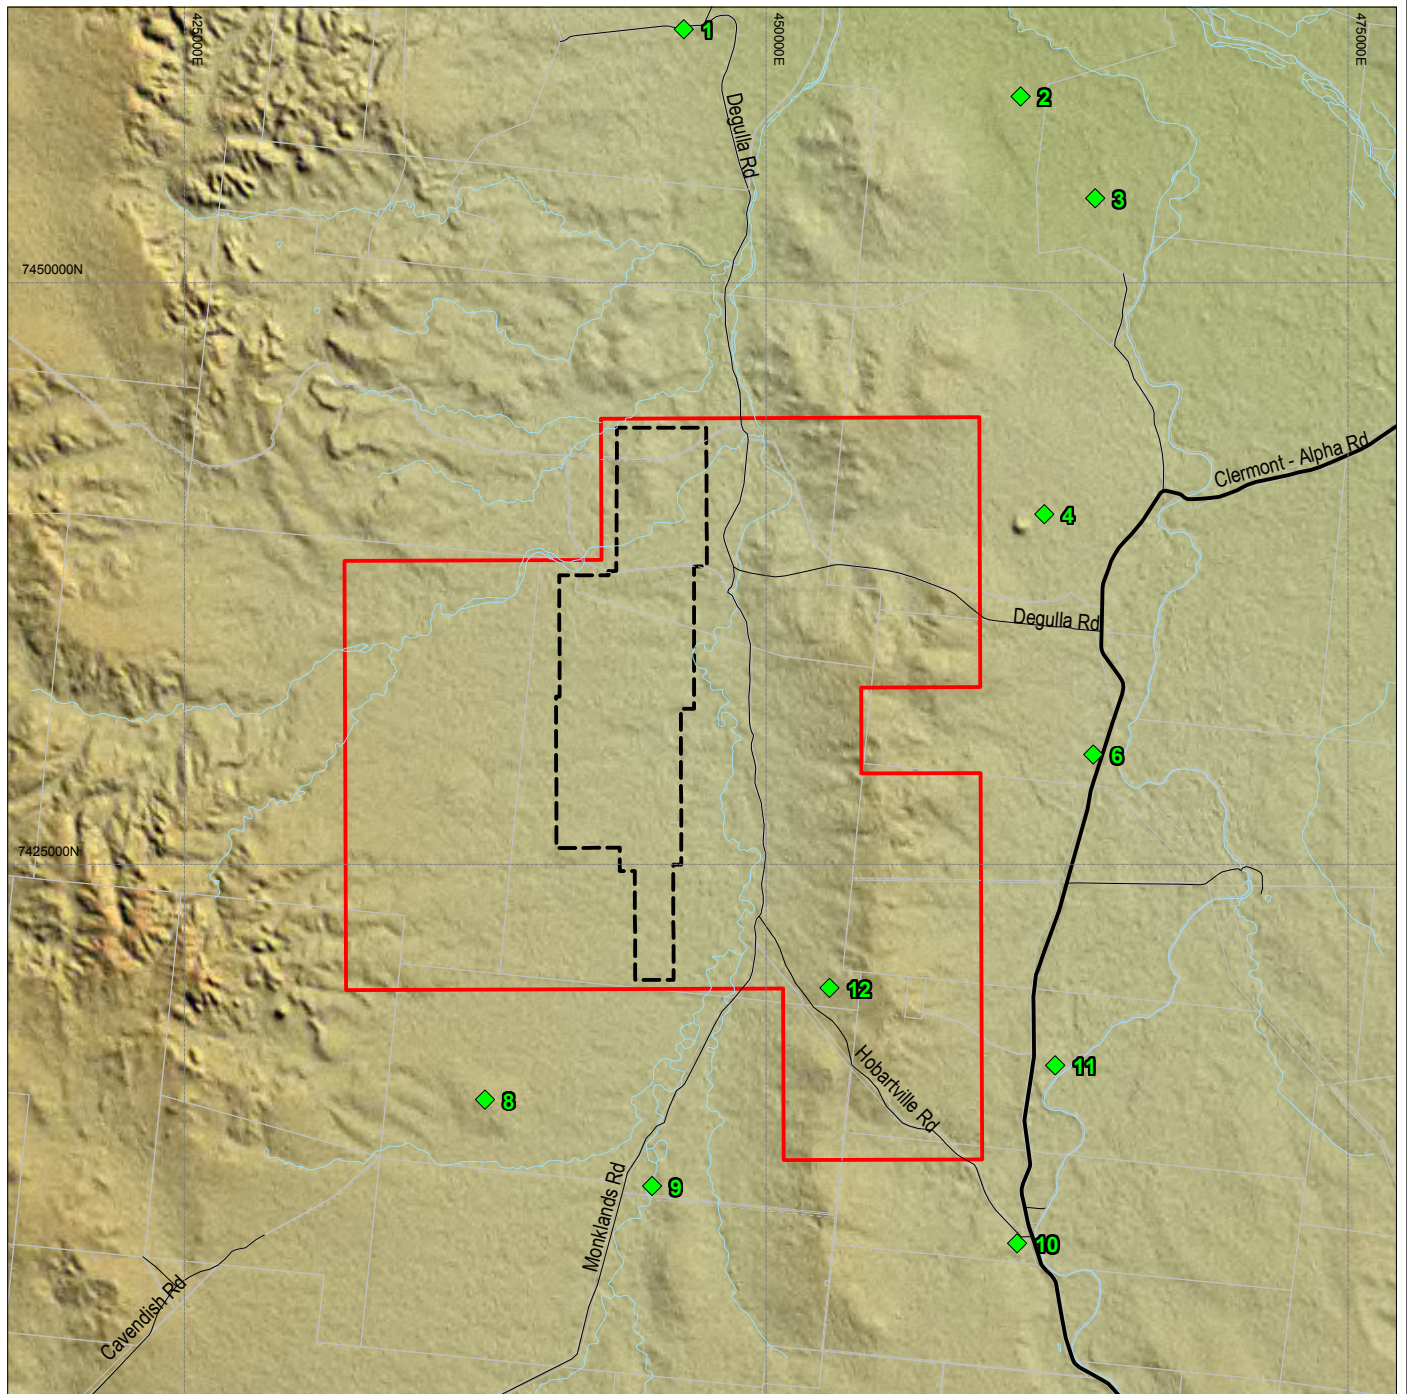 425000E
450000E
475000E
1
2
Degulla Rd
3
7450000N
Clermont - Alpha Rd
4
Degulla Rd
6
7425000N
12
11
Hobartville Rd
8
9
Monklands Rd
10
Cavendish Rd